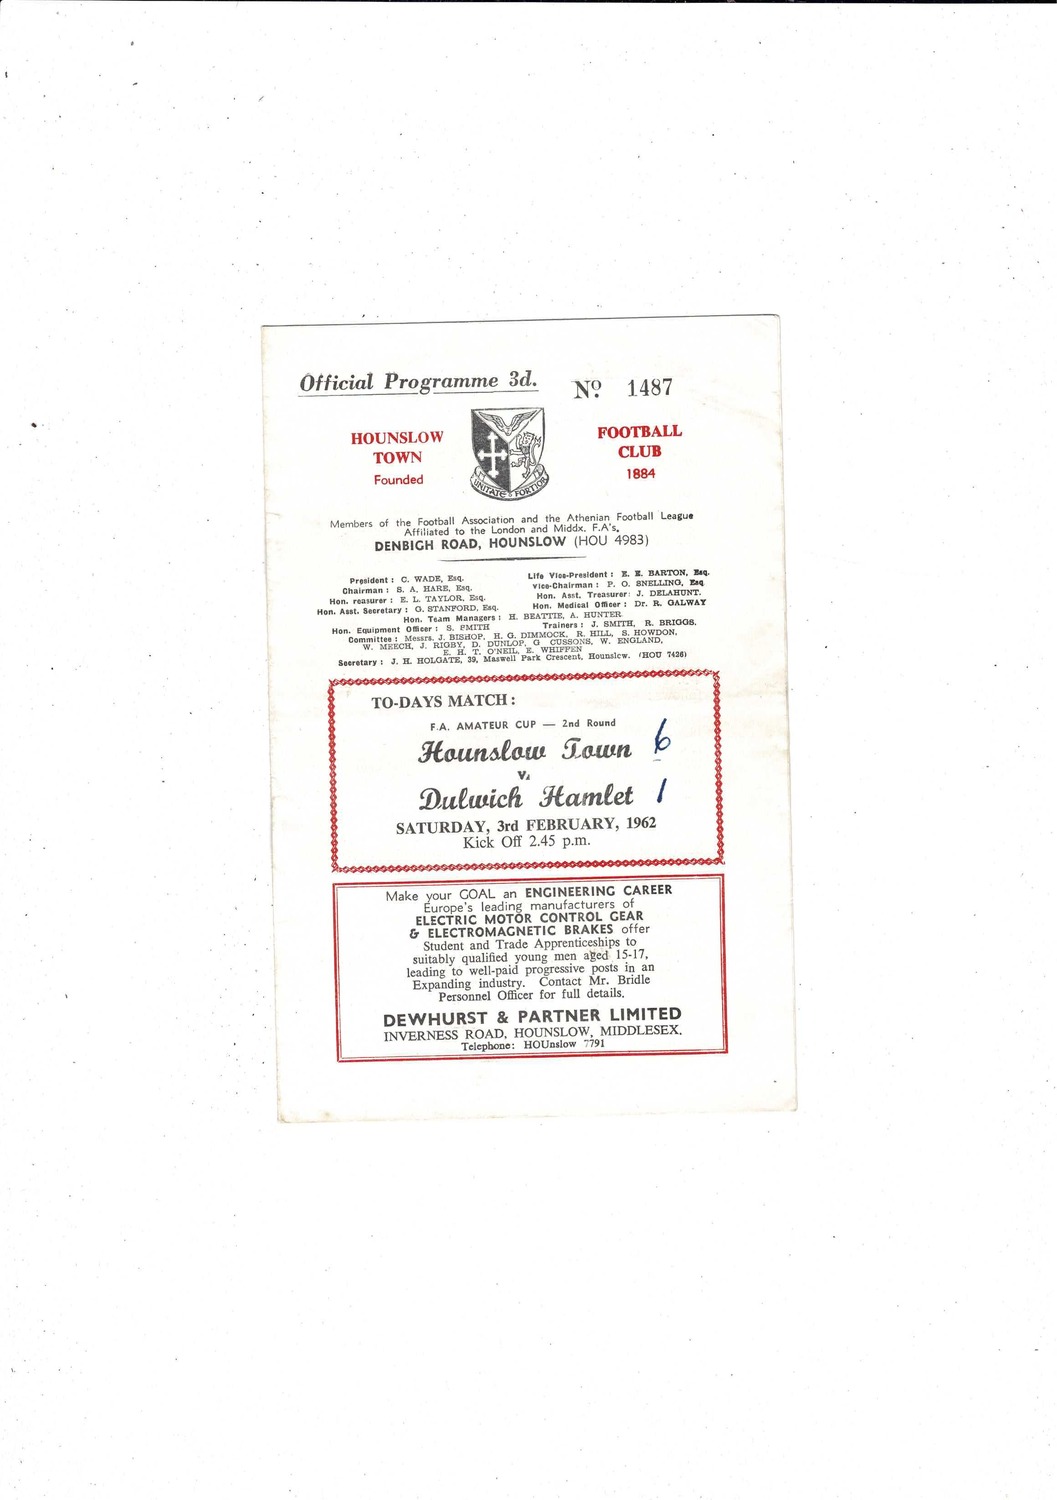 Official Programme 3d. No. 1487
HOUNSLOW TOWN
Founded
FOOTBALL CLUB
1884
UNITATE FORTIOR
Members of the Football Association and the Athenian Football League
Affiliated to the London and Middx. F.A's.
DENBIGH ROAD, HOUNSLOW (HOU 4983)
President : C. WADE, Esq. Life Vice-President : E. E. BARTON, Esq.
Chairman : S. A. HARE, Esq. Vice-Chairman : P. O. SNELLING, Esq
Hon. reasurer : E. L. TAYLOR, Esq. Hon. Asst. Treasurer: J. DELAHUNT.
Hon. Asst. Secretary : G. STANFORD, Esq. Hon. Medical Officer : Dr. R. GALWAY
Hon. Team Managers : H. BEATTIE, A. HUNTER
Hon. Equipment Officer : S. SMITH Trainers : J. SMITH, R. BRIGGS.
Committee : Messrs. J. BISHOP, H. G. DIMMOCK, R. HILL, S. HOWDON,
W. MEECH, J. RIGBY, D. DUNLOP, G CUSSONS, W. ENGLAND,
E. H. T. O'NEIL, E. WHIFFEN
Secretary : J. H. HOLGATE, 39, Maswell Park Crescent, Hounslow. (HOU 7426)
TO-DAYS MATCH :
F.A. AMATEUR CUP — 2nd Round
Hounslow Town 6
V.
Dulwich Hamlet 1
SATURDAY, 3rd FEBRUARY, 1962
Kick Off 2.45 p.m.
Make your GOAL an ENGINEERING CAREER
Europe's leading manufacturers of
ELECTRIC MOTOR CONTROL GEAR
& ELECTROMAGNETIC BRAKES offer
Student and Trade Apprenticeships to
suitably qualified young men aged 15-17,
leading to well-paid progressive posts in an
Expanding industry. Contact Mr. Bridle
Personnel Officer for full details.
DEWHURST & PARTNER LIMITED
INVERNESS ROAD, HOUNSLOW, MIDDLESEX.
Telephone: HOUnslow 7791